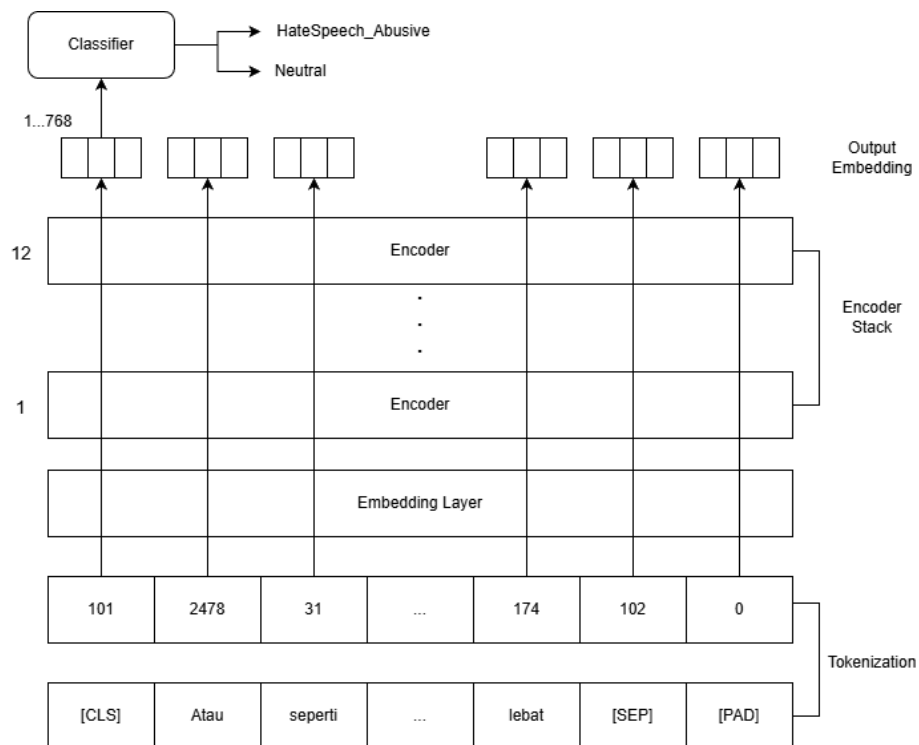 Classifier
HateSpeech_Abusive
Neutral
1...768
Output
Embedding
12
Encoder
.
.
.
Encoder
Stack
1
Encoder
Embedding Layer
101 2478 31 ... 174 102 0
Tokenization
[CLS] Atau seperti ... lebat [SEP] [PAD]